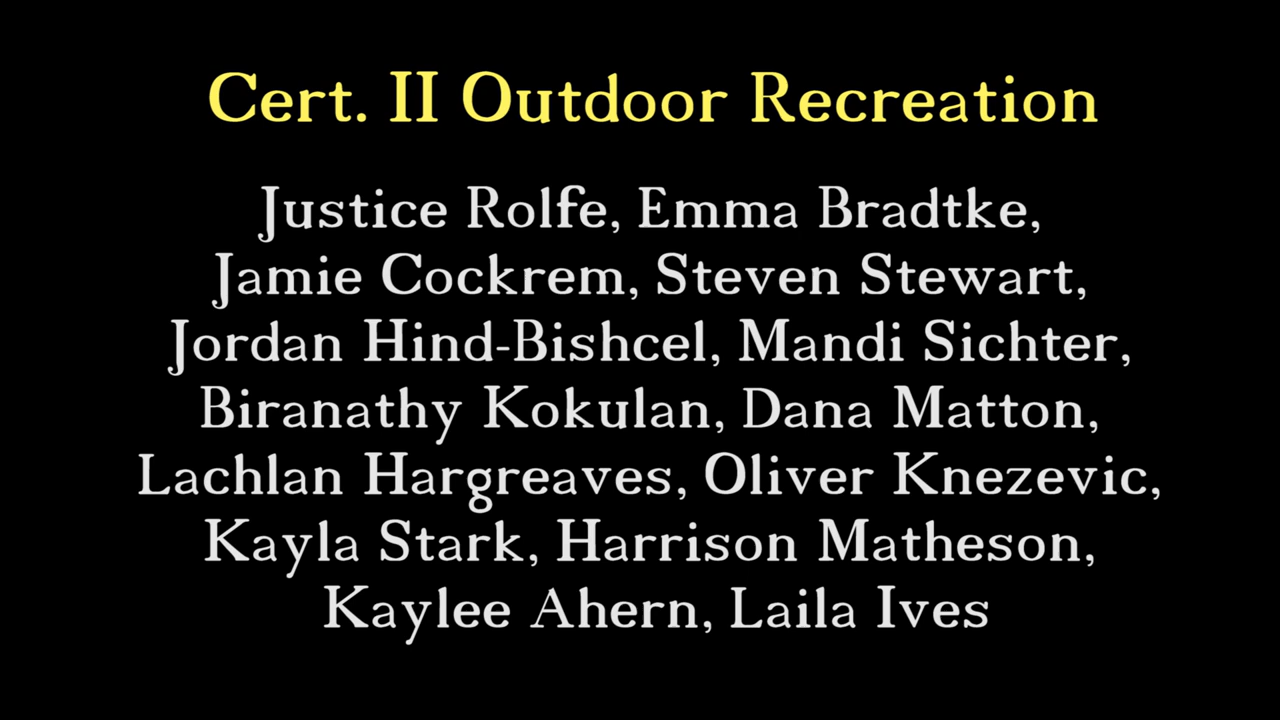 Cert. II Outdoor Recreation
Justice Rolfe, Emma Bradtke,
Jamie Cockrem, Steven Stewart,
Jordan Hind-Bishcel, Mandi Sichter,
Biranathy Kokulan, Dana Matton,
Lachlan Hargreaves, Oliver Knezevic,
Kayla Stark, Harrison Matheson,
Kaylee Ahern, Laila Ives